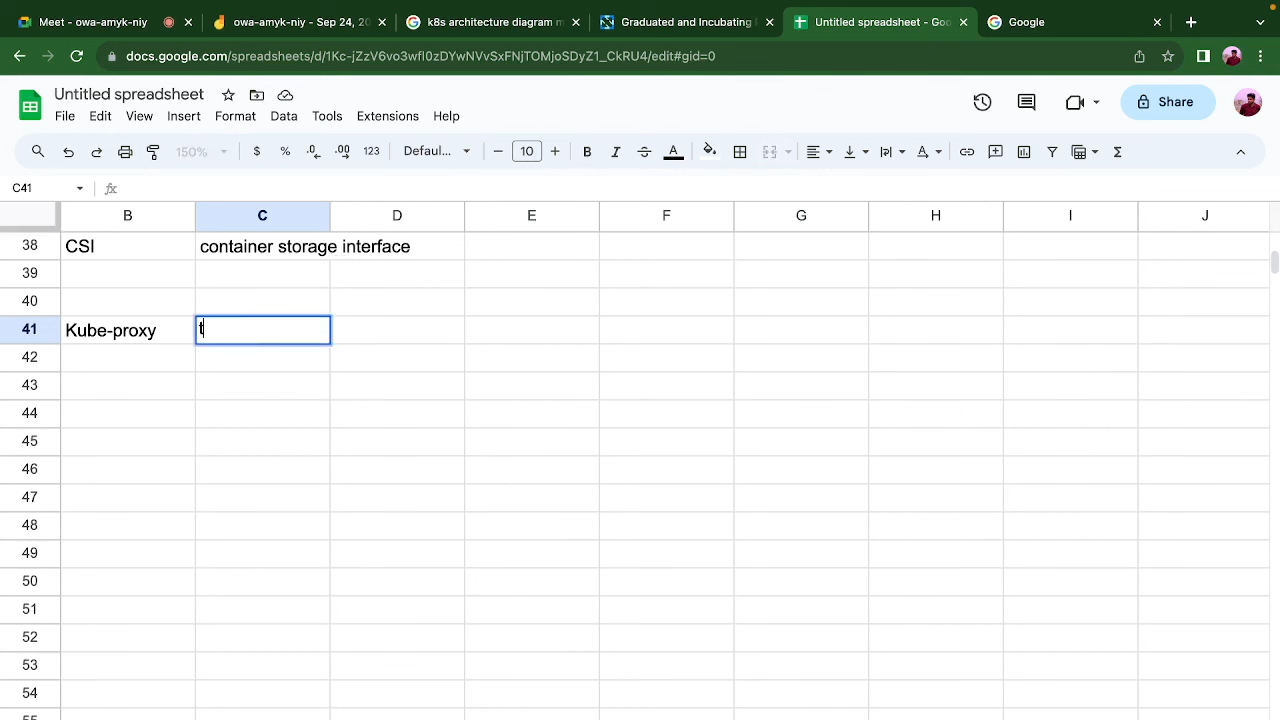 Meet - owa-amyk-niy
owa-amyk-niy - Sep 24, 20
k8s architecture diagram m
Graduated and Incubating
Untitled spreadsheet - Goo
Google
docs.google.com/spreadsheets/d/1Kc-jZzV6vo3wfl0zDYwNVvSxFNjTOMjoSDyZ1_CkRU4/edit#gid=0
Untitled spreadsheet
File Edit View Insert Format Data Tools Extensions Help
Share
150% $ % .0 .00 123 Defaul... 10 B I A
C41 fx
B C D E F G H I J
38 CSI container storage interface
39
40
41 Kube-proxy t
42
43
44
45
46
47
48
49
50
51
52
53
54
55